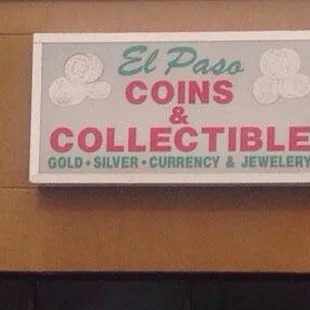 El Paso
COINS
&
COLLECTIBLE
GOLD • SILVER • CURRENCY & JEWELERY